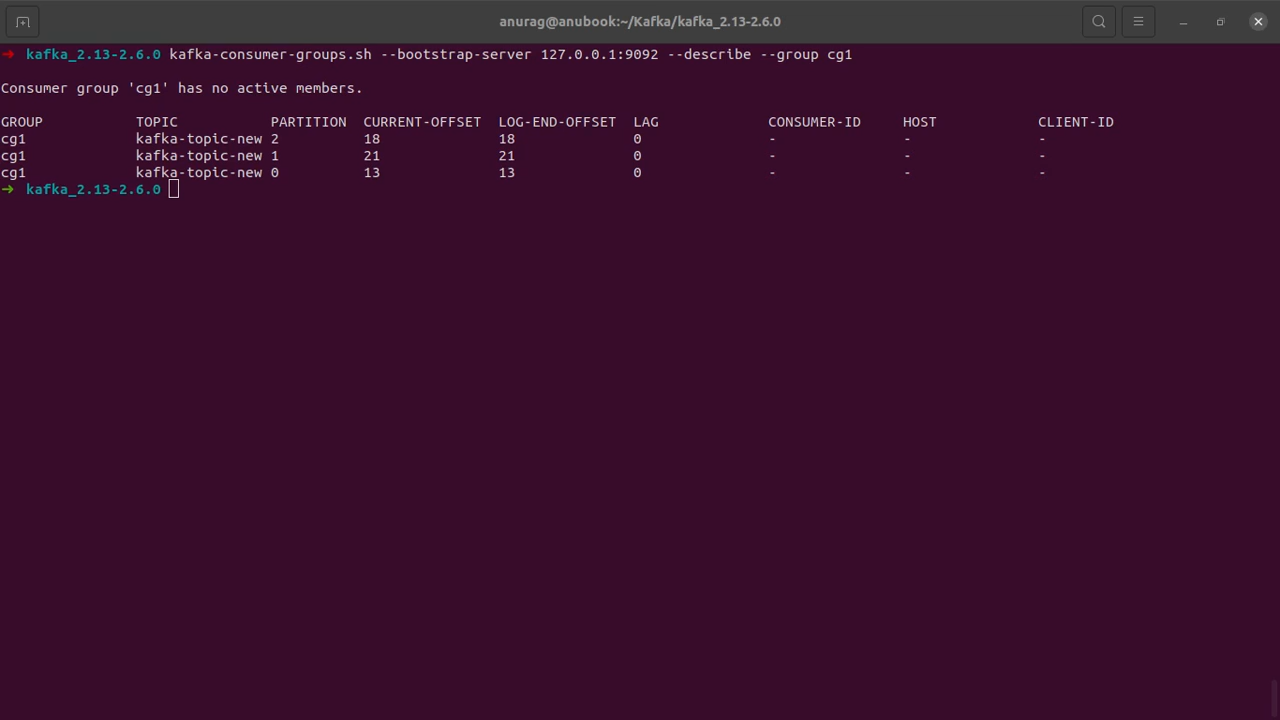 anurag@anubook:~/Kafka/kafka_2.13-2.6.0
➜ kafka_2.13-2.6.0 kafka-consumer-groups.sh --bootstrap-server 127.0.0.1:9092 --describe --group cg1
Consumer group 'cg1' has no active members.
GROUP TOPIC PARTITION CURRENT-OFFSET LOG-END-OFFSET LAG CONSUMER-ID HOST CLIENT-ID
cg1 kafka-topic-new 2 18 18 0 - - -
cg1 kafka-topic-new 1 21 21 0 - - -
cg1 kafka-topic-new 0 13 13 0 - - -
➜ kafka_2.13-2.6.0